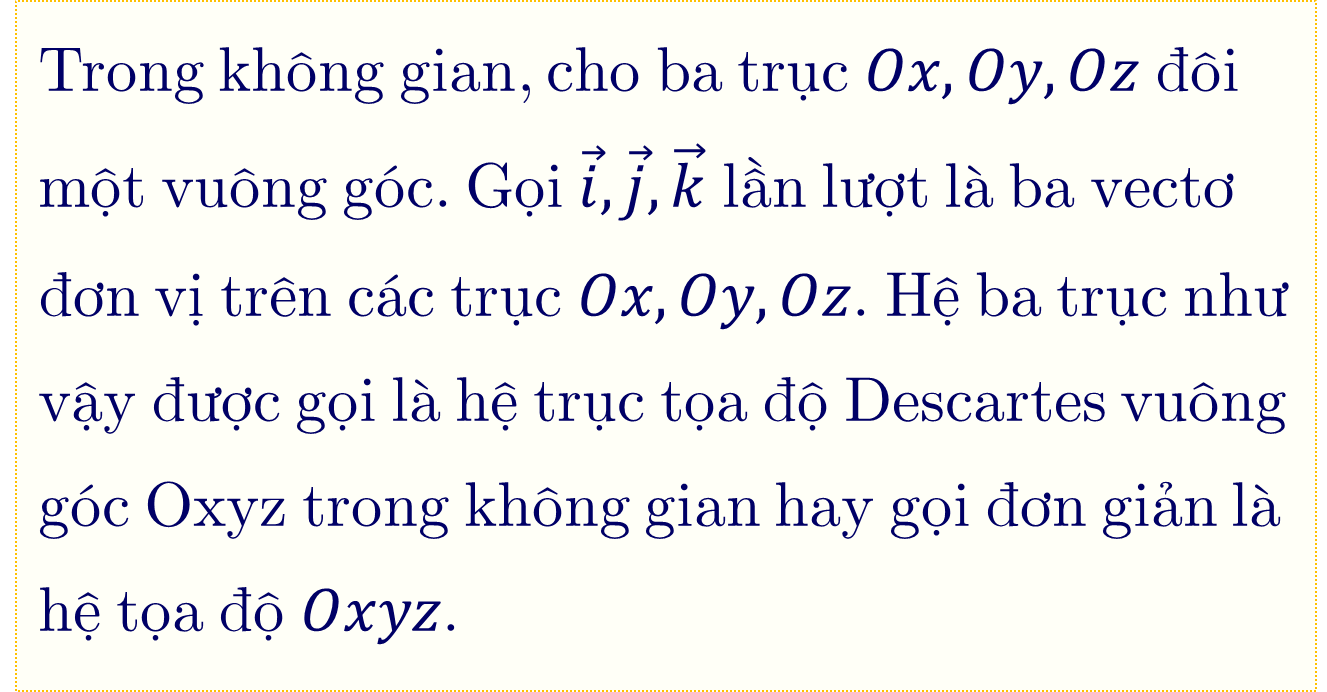 Trong không gian, cho ba trục Ox, Oy, Oz đôi
một vuông góc. Gọi i⃗, j⃗, k⃗ lần lượt là ba vectơ
đơn vị trên các trục Ox, Oy, Oz. Hệ ba trục như
vậy được gọi là hệ trục tọa độ Descartes vuông
góc Oxyz trong không gian hay gọi đơn giản là
hệ tọa độ Oxyz.